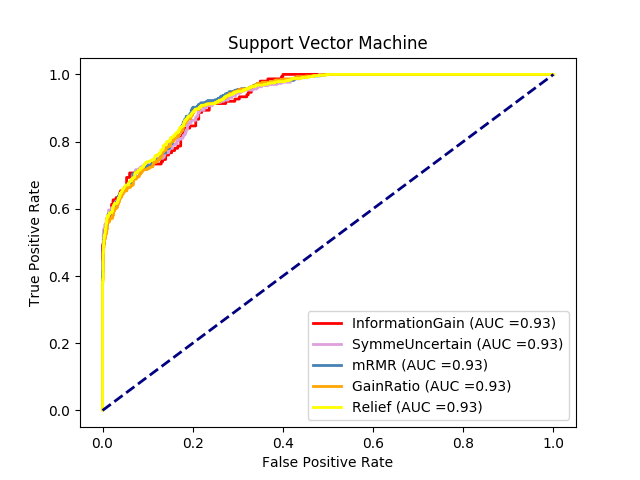 Support Vector Machine
True Positive Rate
1.0
0.8
0.6
0.4
0.2
0.0
InformationGain (AUC =0.93)
SymmeUncertain (AUC =0.93)
mRMR (AUC =0.93)
GainRatio (AUC =0.93)
Relief (AUC =0.93)
0.0 0.2 0.4 0.6 0.8 1.0
False Positive Rate